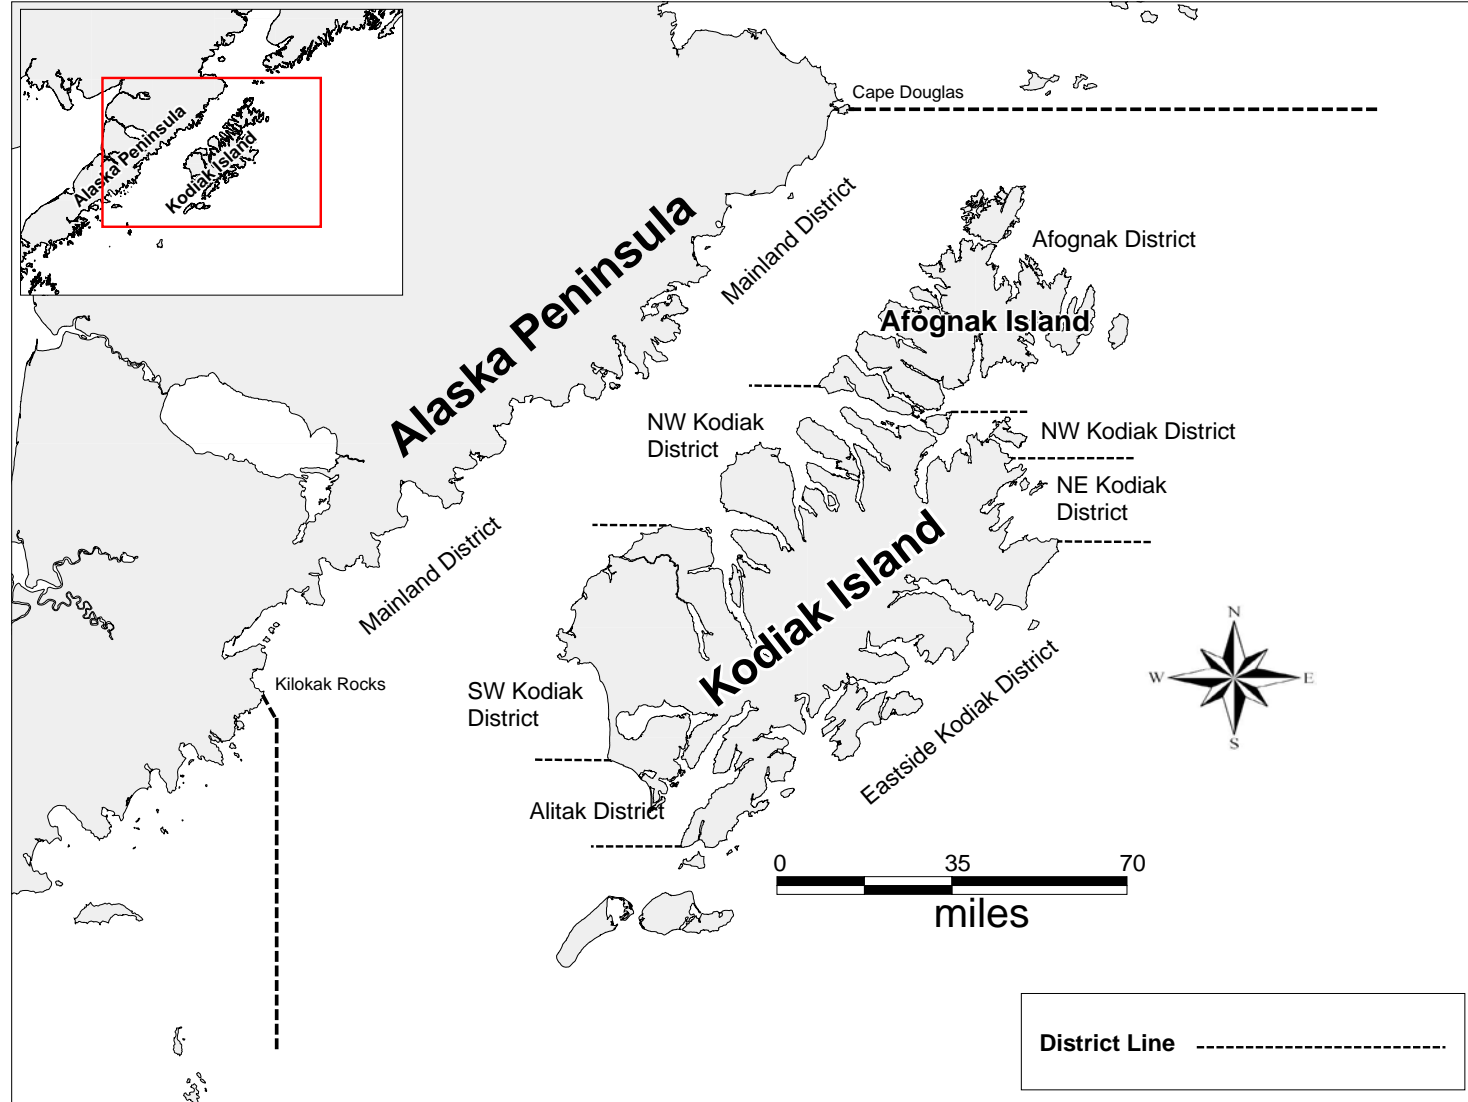 Alaska Peninsula
Kodiak Island
Cape Douglas
Mainland District
Afognak District
Alaska Peninsula
Afognak Island
NW Kodiak
District
NW Kodiak District
NE Kodiak
District
Mainland District
Kodiak Island
Kilokak Rocks
SW Kodiak
District
Eastside Kodiak District
Alitak District
N
W
E
S
0 35 70
miles
District Line